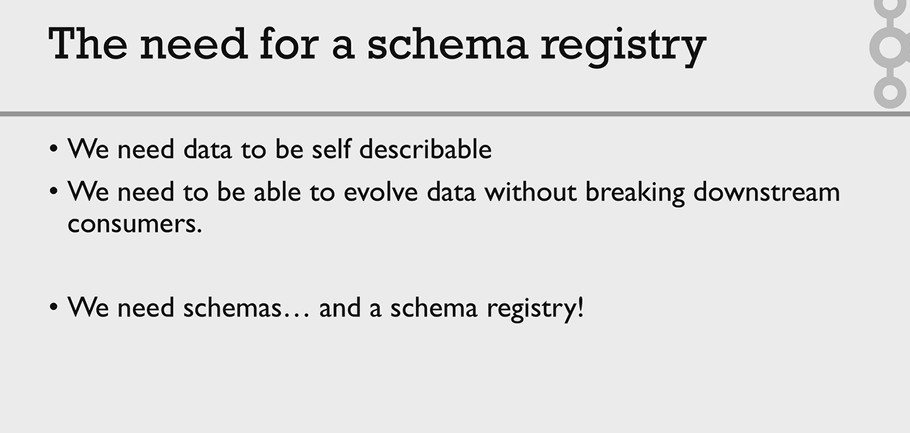 The need for a schema registry
• We need data to be self describable
• We need to be able to evolve data without breaking downstream
consumers.
• We need schemas… and a schema registry!